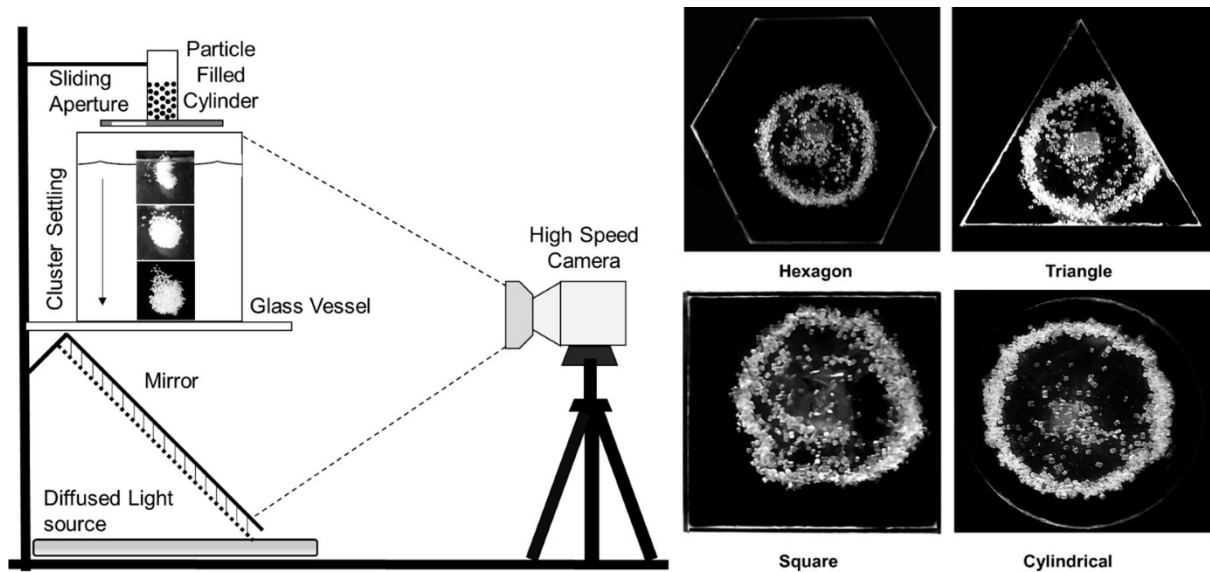 Particle
Filled
Cylinder
Sliding
Aperture
Cluster Settling
Glass Vessel
High Speed
Camera
Mirror
Diffused Light
source
Hexagon
Triangle
Square
Cylindrical